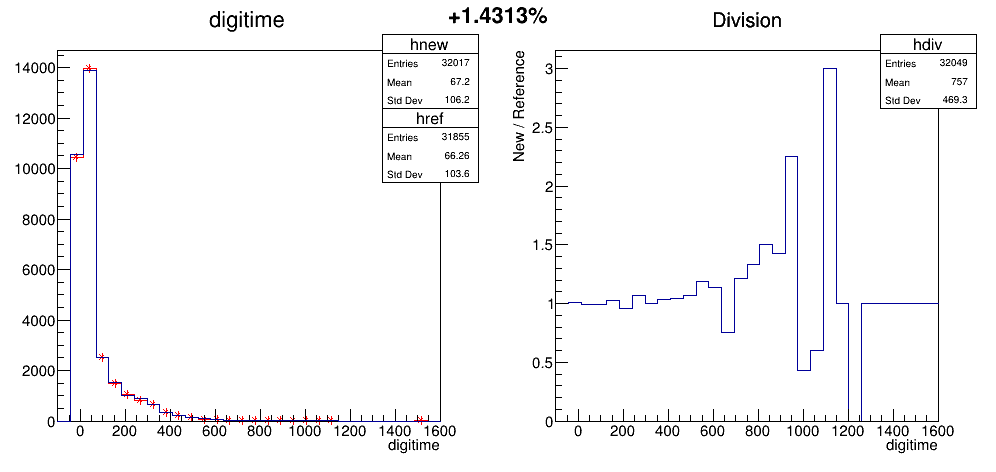 +1.4313%
digitime
hnew
Entries 32017
Mean 67.2
Std Dev 106.2
href
Entries 31855
Mean 66.26
Std Dev 103.6
14000
12000
10000
8000
6000
4000
2000
0
0 200 400 600 800 1000 1200 1400 1600
digitime
Division
hdiv
Entries 32049
Mean 757
Std Dev 469.3
New / Reference
3
2.5
2
1.5
1
0.5
0
0 200 400 600 800 1000 1200 1400 1600
digitime